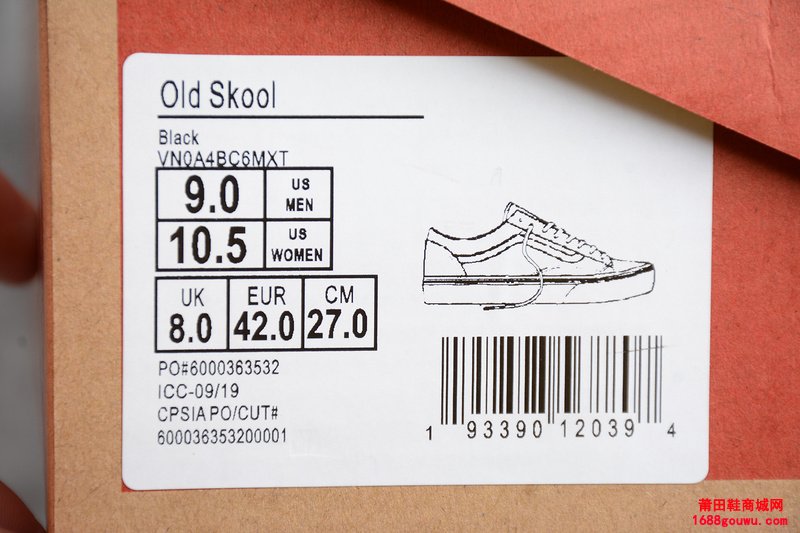 Old Skool
Black
VN0A4BC6MXT
9.0 US MEN
10.5 US WOMEN
UK EUR CM
8.0 42.0 27.0
PO#6000363532
ICC-09/19
CPSIA PO/CUT#
600036353200001
1 93390 12039 4
莆田鞋商城网
1688gouwu.com